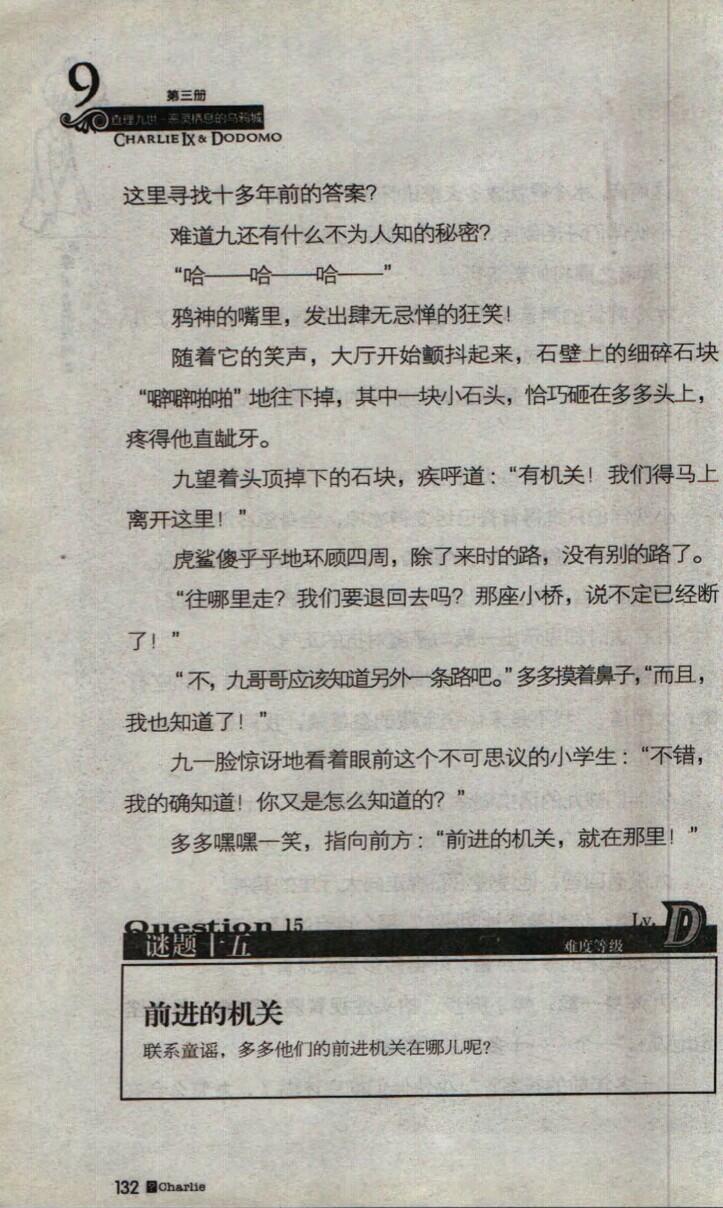 9
第三册
查理九世·恶灵栖息的乌鸦城
CHARLIE IX & DODOMO
这里寻找十多年前的答案？
难道九还有什么不为人知的秘密？
“哈——哈——哈——”
鸦神的嘴里，发出肆无忌惮的狂笑！
随着它的笑声，大厅开始颤抖起来，石壁上的细碎石块
“噼噼啪啪”地往下掉，其中一块小石头，恰巧砸在多多头上，
疼得他直龇牙。
九望着头顶掉下的石块，疾呼道：“有机关！我们得马上
离开这里！”
虎鲨傻乎乎地环顾四周，除了来时的路，没有别的路了。
“往哪里走？我们要退回去吗？那座小桥，说不定已经断
了！”
“不，九哥哥应该知道另外一条路吧。”多多摸着鼻子，“而且，
我也知道了！”
九一脸惊讶地看着眼前这个不可思议的小学生：“不错，
我的确知道！你又是怎么知道的？”
多多嘿嘿一笑，指向前方：“前进的机关，就在那里！”
Question 15
Lv. D
谜题十五
难度等级
前进的机关
联系童谣，多多他们的前进机关在哪儿呢？
132 Charlie